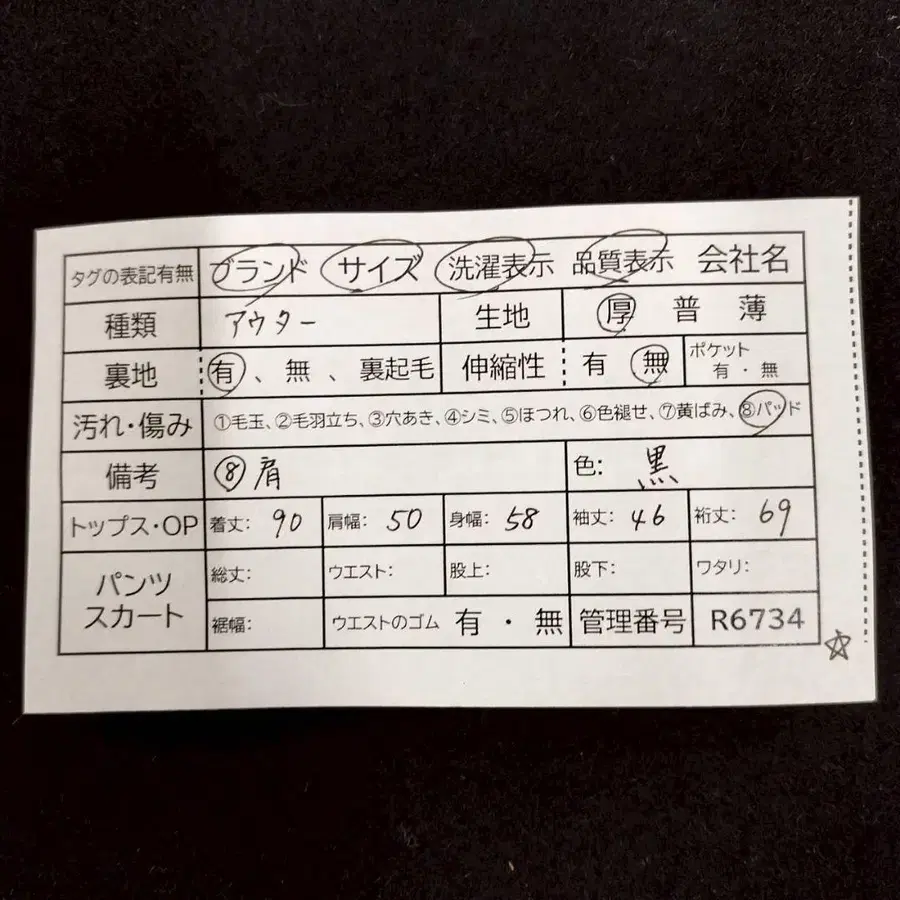 タグの表記有無 ブランド サイズ 洗濯表示 品質表示 会社名
種類 アウター 生地 厚 普 薄
裏地 有、無、裏起毛 伸縮性 有 無 ポケット 有・無
汚れ・傷み ①毛玉、②毛羽立ち、③穴あき、④シミ、⑤ほつれ、⑥色褪せ、⑦黄ばみ、⑧パッド
備考 ⑧肩 色: 黒
トップス・OP 着丈: 90 肩幅: 50 身幅: 58 袖丈: 46 裄丈: 69
パンツ スカート 総丈: ウエスト: 股上: 股下: ワタリ:
裾幅: ウエストのゴム 有・無 管理番号 R6734